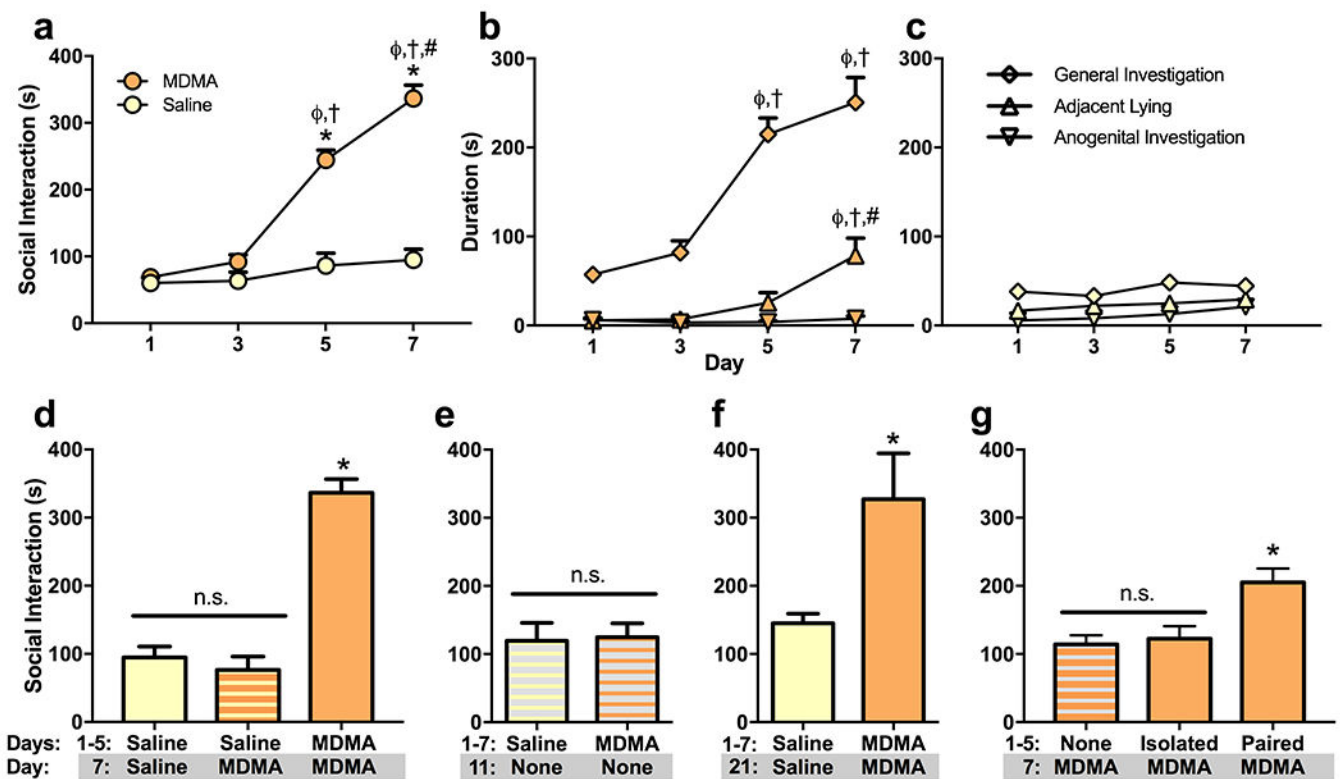 a
Social Interaction (s)
400
300
200
100
0
MDMA
Saline
ϕ,†
*
ϕ,†,#
*
1 3 5 7
b
Duration (s)
300
200
100
0
ϕ,†
ϕ,†
ϕ,†,#
1 3 5 7
Day
c
300
200
100
0
General Investigation
Adjacent Lying
Anogenital Investigation
1 3 5 7
d
Social Interaction (s)
400
300
200
100
0
n.s.
*
Days: 1-5: Saline Saline MDMA
Day: 7: Saline MDMA MDMA
e
400
300
200
100
0
n.s.
1-7: Saline MDMA
11: None None
f
400
300
200
100
0
*
1-7: Saline MDMA
21: Saline MDMA
g
400
300
200
100
0
n.s.
*
1-5: None Isolated Paired
7: MDMA MDMA MDMA